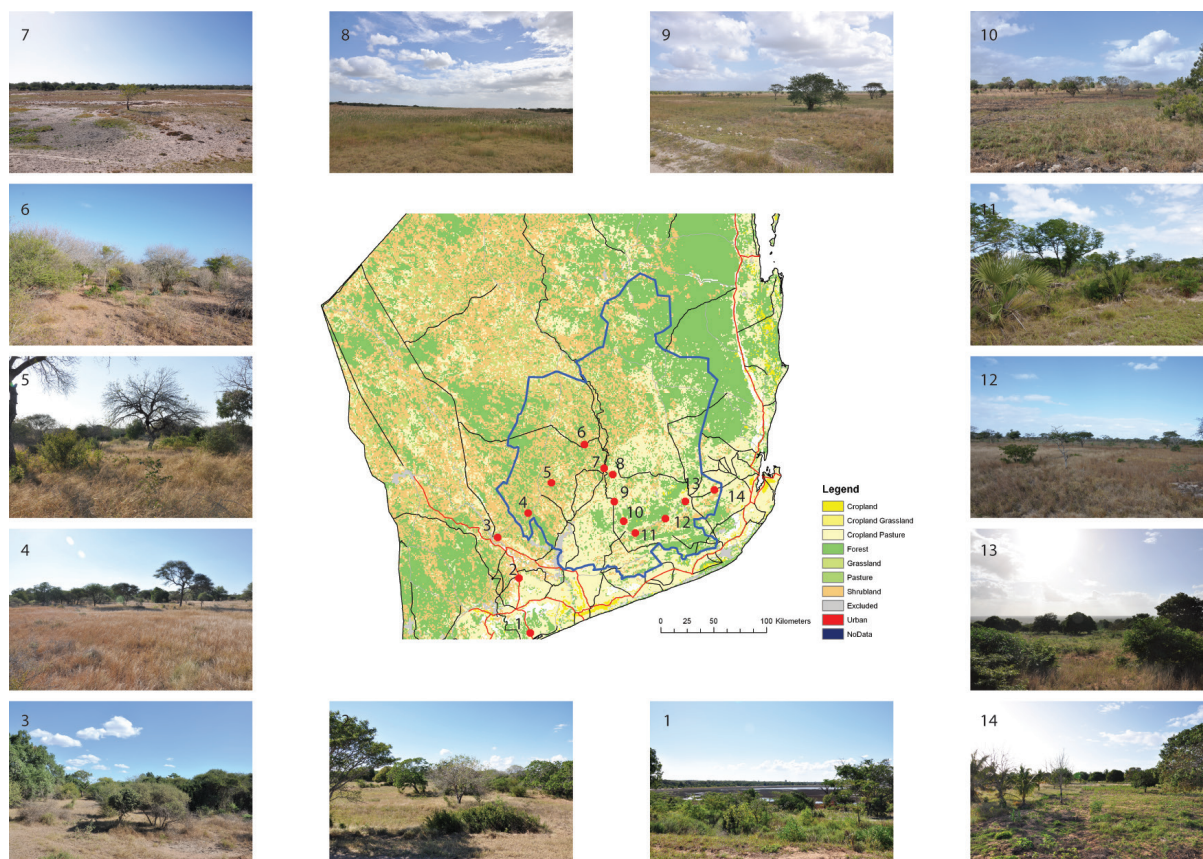 7
8
9
10
6
11
5
12
4
13
3
2
1
14
6
7
8
5
9
13
14
4
10
12
3
11
2
1
0
25
50
100 Kilometers
Legend
Cropland
Cropland Grassland
Cropland Pasture
Forest
Grassland
Pasture
Shrubland
Excluded
Urban
NoData